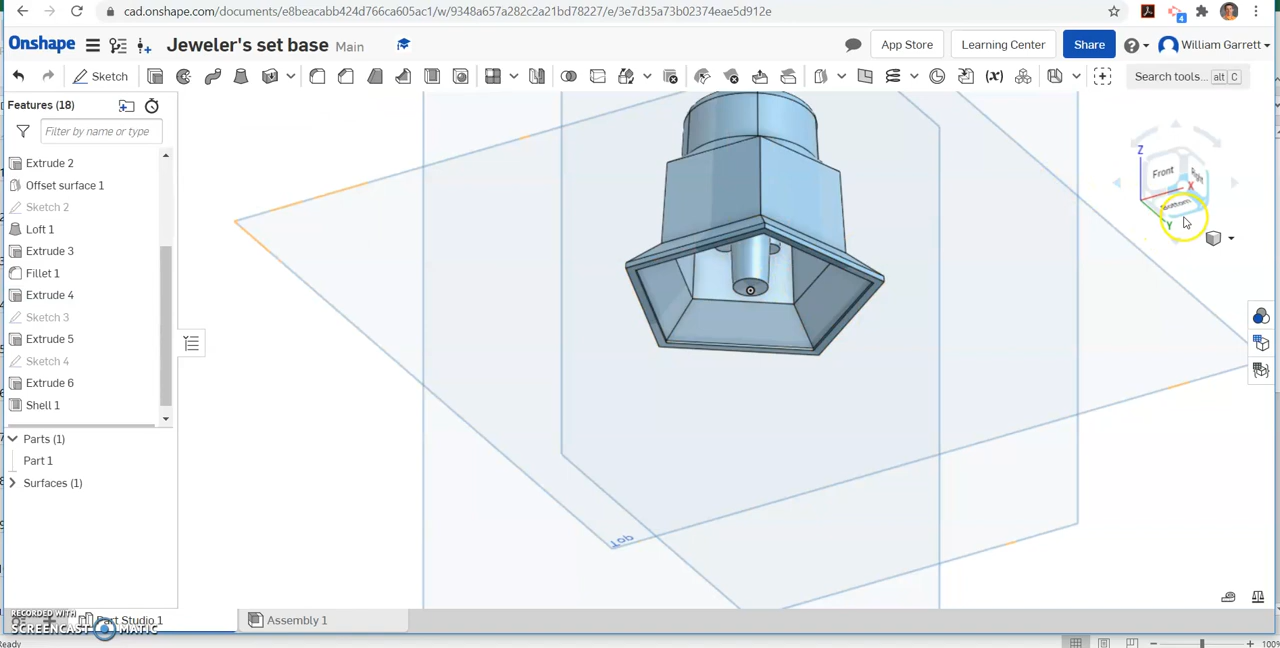 cad.onshape.com/documents/e8beacabb424d766ca605ac1/w/9348a657a282c2a21bd78227/e/3e7d35a73b02374eae5d912e
4
Onshape
Jeweler's set base Main
App Store
Learning Center
Share
William Garrett
Sketch
(x)
Search tools... alt C
Features (18)
Filter by name or type
Extrude 2
Offset surface 1
Sketch 2
Loft 1
Extrude 3
Fillet 1
Extrude 4
Sketch 3
Extrude 5
Sketch 4
Extrude 6
Shell 1
Parts (1)
Part 1
Surfaces (1)
Z
Front
Right
X
Bottom
Y
Top
RECORDED WITH
SCREENCAST MATIC
Part Studio 1
Assembly 1
Ready
100%